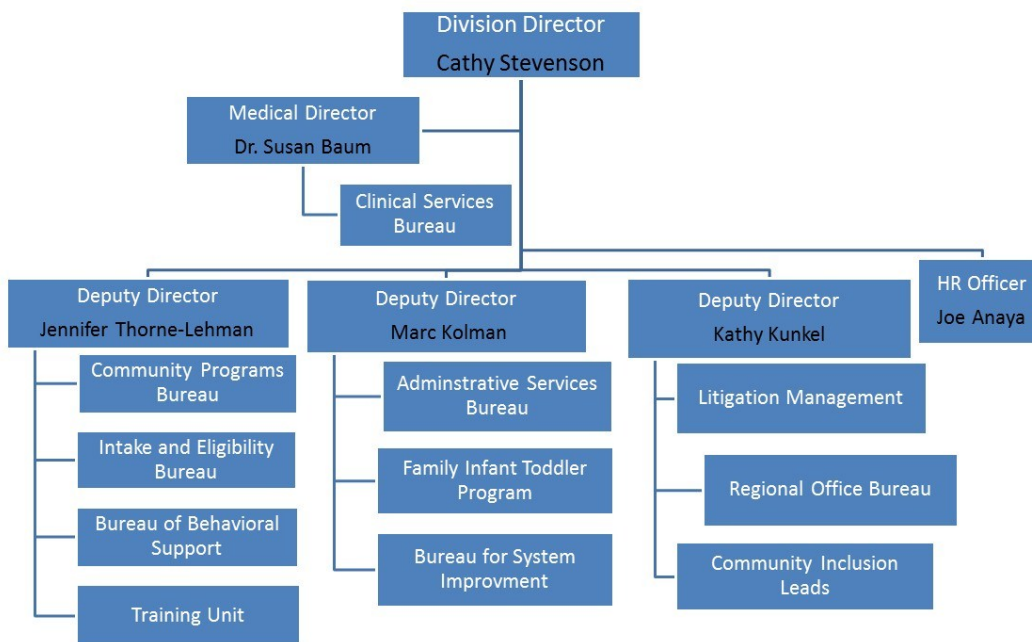 Division Director
Cathy Stevenson
Medical Director
Dr. Susan Baum
Clinical Services
Bureau
Deputy Director
Jennifer Thorne-Lehman
Community Programs
Bureau
Intake and Eligibility
Bureau
Bureau of Behavioral
Support
Training Unit
Deputy Director
Marc Kolman
Adminstrative Services
Bureau
Family Infant Toddler
Program
Bureau for System
Improvment
Deputy Director
Kathy Kunkel
Litigation Management
Regional Office Bureau
Community Inclusion
Leads
HR Officer
Joe Anaya